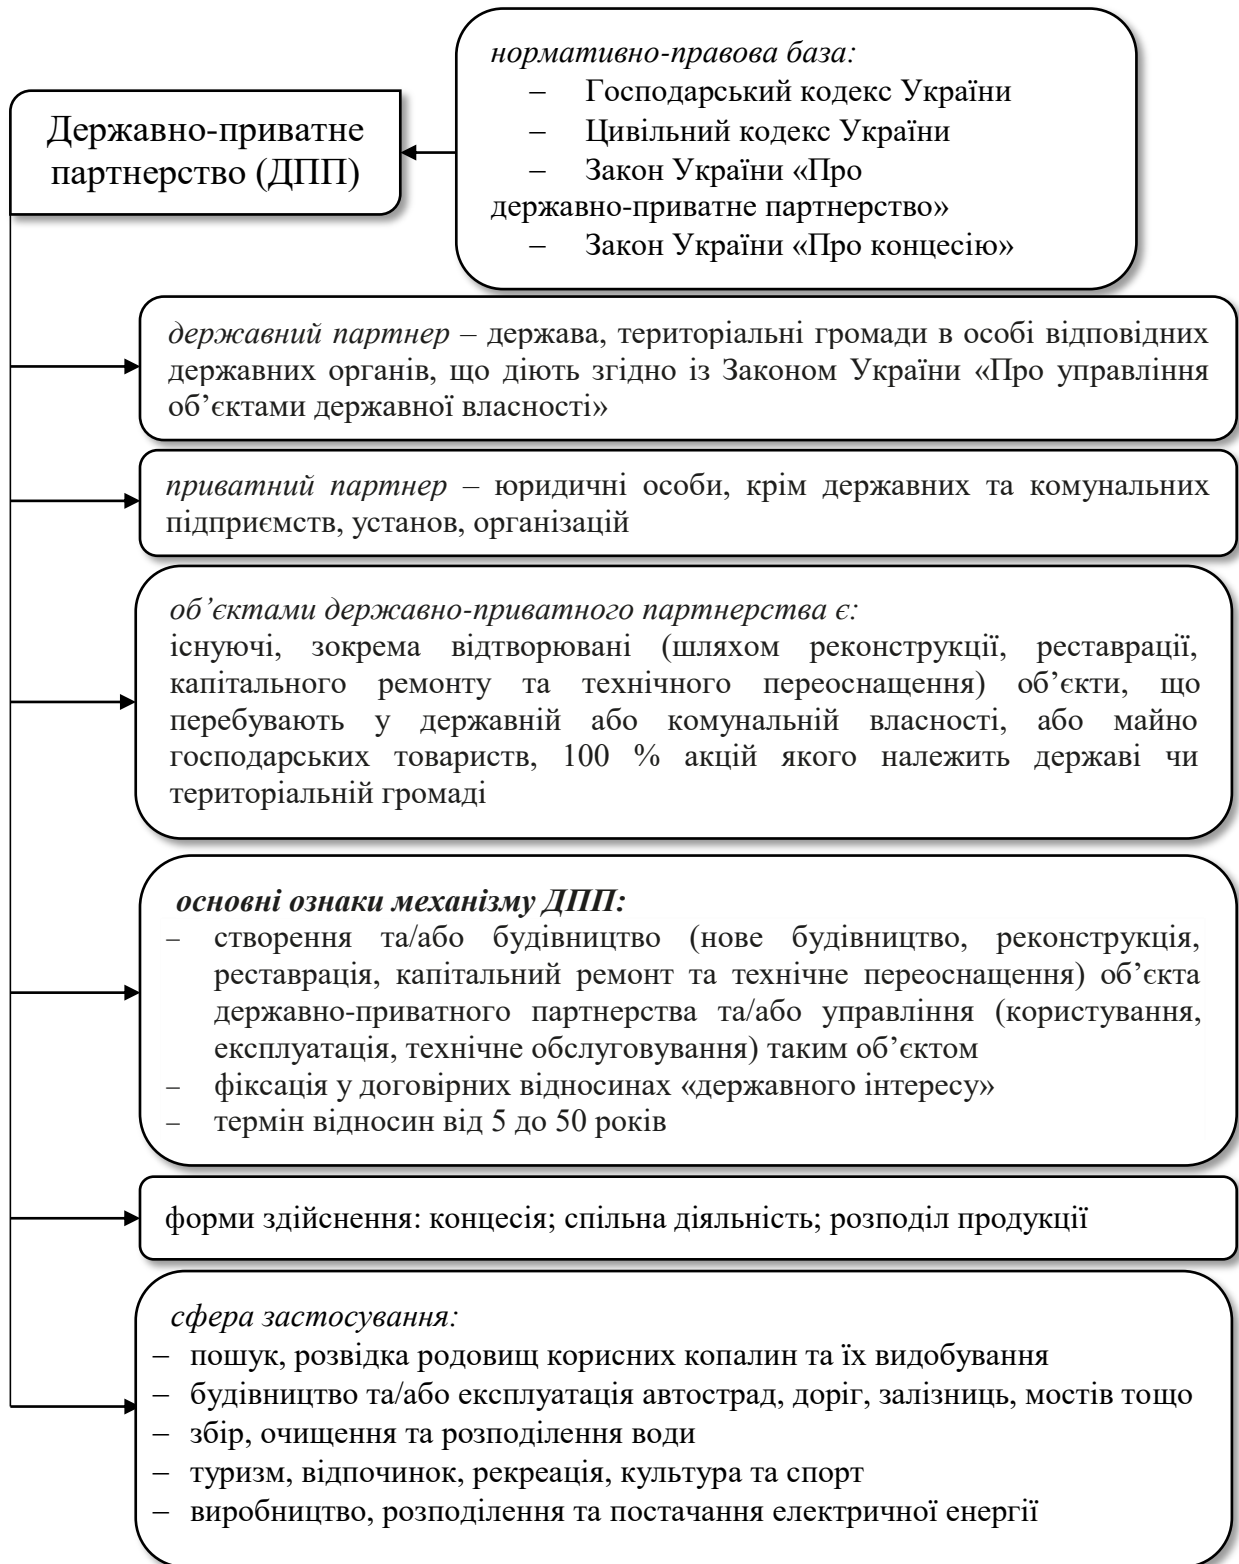 нормативно-правова база:
– Господарський кодекс України
– Цивільний кодекс України
– Закон України «Про
державно-приватне партнерство»
– Закон України «Про концесію»
Державно-приватне
партнерство (ДПП)
державний партнер – держава, територіальні громади в особі відповідних
державних органів, що діють згідно із Законом України «Про управління
об’єктами державної власності»
приватний партнер – юридичні особи, крім державних та комунальних
підприємств, установ, організацій
об’єктами державно-приватного партнерства є:
існуючі, зокрема відтворювані (шляхом реконструкції, реставрації,
капітального ремонту та технічного переоснащення) об’єкти, що
перебувають у державній або комунальній власності, або майно
господарських товариств, 100 % акцій якого належить державі чи
територіальній громаді
основні ознаки механізму ДПП:
– створення та/або будівництво (нове будівництво, реконструкція,
реставрація, капітальний ремонт та технічне переоснащення) об’єкта
державно-приватного партнерства та/або управління (користування,
експлуатація, технічне обслуговування) таким об’єктом
– фіксація у договірних відносинах «державного інтересу»
– термін відносин від 5 до 50 років
форми здійснення: концесія; спільна діяльність; розподіл продукції
сфера застосування:
– пошук, розвідка родовищ корисних копалин та їх видобування
– будівництво та/або експлуатація автострад, доріг, залізниць, мостів тощо
– збір, очищення та розподілення води
– туризм, відпочинок, рекреація, культура та спорт
– виробництво, розподілення та постачання електричної енергії